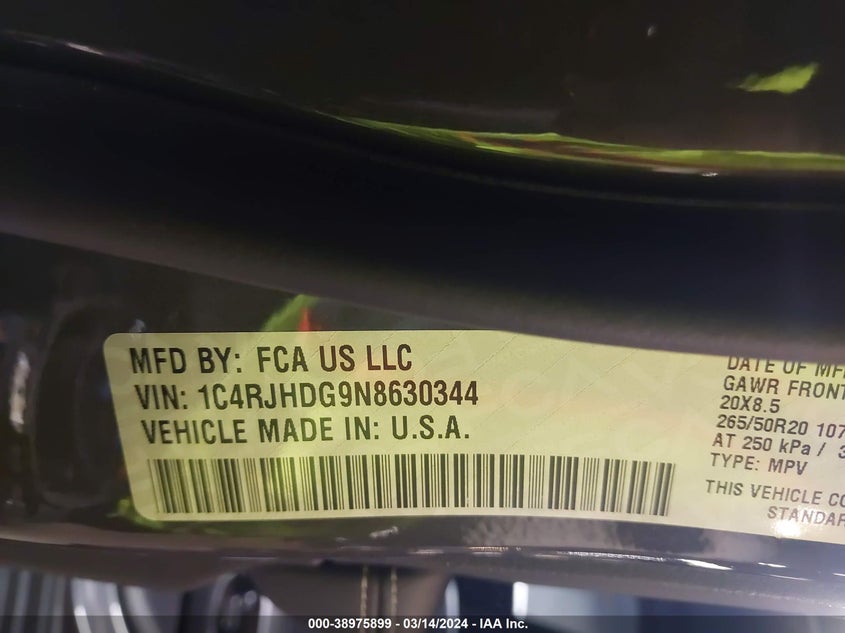 MFD BY: FCA US LLC
VIN: 1C4RJHDG9N8630344
VEHICLE MADE IN: U.S.A.
DATE OF MF
GAWR FRONT
20X8.5
265/50R20 107
AT 250 kPa / 3
TYPE: MPV
THIS VEHICLE CO
STANDAR
000-38975899 — 03/14/2024 — IAA Inc.